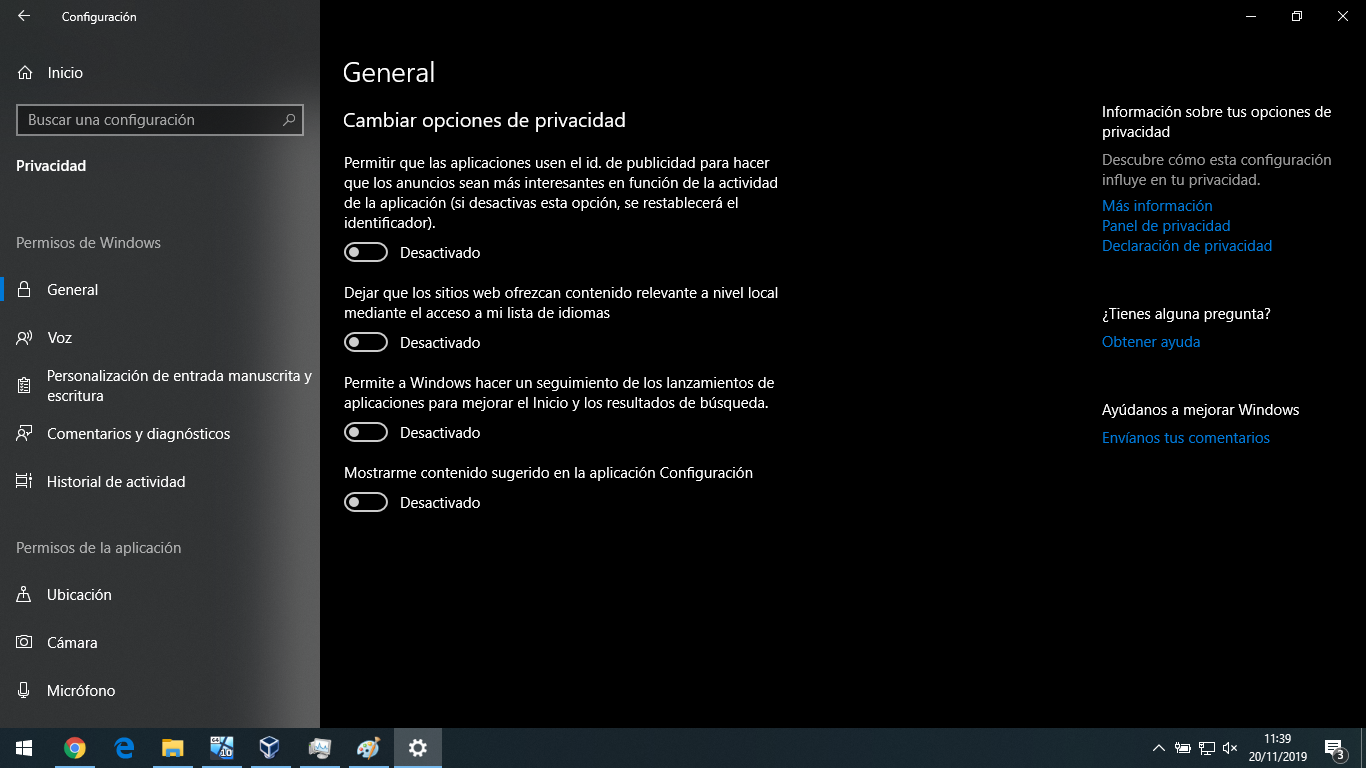 Configuración
Inicio
Buscar una configuración
Privacidad
Permisos de Windows
General
Voz
Personalización de entrada manuscrita y
escritura
Comentarios y diagnósticos
Historial de actividad
Permisos de la aplicación
Ubicación
Cámara
Micrófono
General
Cambiar opciones de privacidad
Permitir que las aplicaciones usen el id. de publicidad para hacer
que los anuncios sean más interesantes en función de la actividad
de la aplicación (si desactivas esta opción, se restablecerá el
identificador).
Desactivado
Dejar que los sitios web ofrezcan contenido relevante a nivel local
mediante el acceso a mi lista de idiomas
Desactivado
Permite a Windows hacer un seguimiento de los lanzamientos de
aplicaciones para mejorar el Inicio y los resultados de búsqueda.
Desactivado
Mostrarme contenido sugerido en la aplicación Configuración
Desactivado
Información sobre tus opciones de
privacidad
Descubre cómo esta configuración
influye en tu privacidad.
Más información
Panel de privacidad
Declaración de privacidad
¿Tienes alguna pregunta?
Obtener ayuda
Ayúdanos a mejorar Windows
Envíanos tus comentarios
64
10
11:39
20/11/2019
3